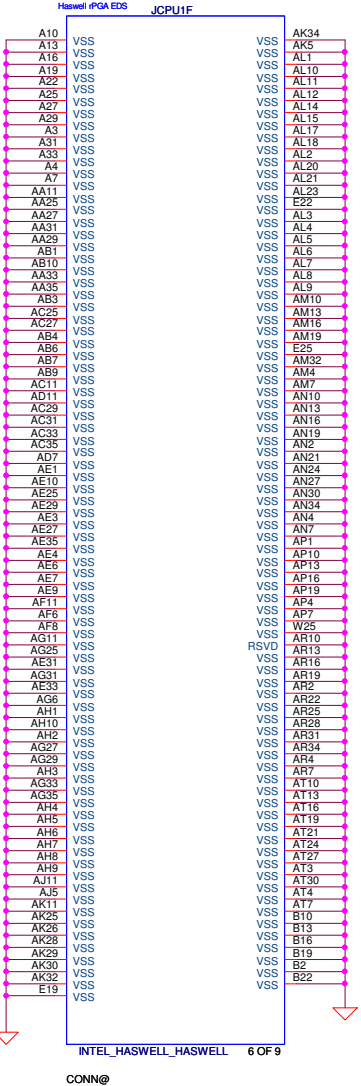 Haswell rPGA EDS
JCPU1F
A10 VSS VSS AK34
A13 VSS VSS AK5
A16 VSS VSS AL1
A19 VSS VSS AL10
A22 VSS VSS AL11
A25 VSS VSS AL12
A27 VSS VSS AL14
A29 VSS VSS AL15
A3 VSS VSS AL17
A31 VSS VSS AL18
A33 VSS VSS AL2
A4 VSS VSS AL20
A7 VSS VSS AL21
AA11 VSS VSS AL23
AA25 VSS VSS E22
AA27 VSS VSS AL3
AA31 VSS VSS AL4
AA29 VSS VSS AL5
AB1 VSS VSS AL6
AB10 VSS VSS AL7
AA33 VSS VSS AL8
AA35 VSS VSS AL9
AB3 VSS VSS AM10
AC25 VSS VSS AM13
AC27 VSS VSS AM16
AB4 VSS VSS AM19
AB6 VSS VSS E25
AB7 VSS VSS AM32
AB9 VSS VSS AM4
AC11 VSS VSS AM7
AD11 VSS VSS AN10
AC29 VSS VSS AN13
AC31 VSS VSS AN16
AC33 VSS VSS AN19
AC35 VSS VSS AN2
AD7 VSS VSS AN21
AE1 VSS VSS AN24
AE10 VSS VSS AN27
AE25 VSS VSS AN30
AE29 VSS VSS AN34
AE3 VSS VSS AN4
AE27 VSS VSS AN7
AE35 VSS VSS AP1
AE4 VSS VSS AP10
AE6 VSS VSS AP13
AE7 VSS VSS AP16
AE9 VSS VSS AP19
AF11 VSS VSS AP4
AF6 VSS VSS AP7
AF8 VSS VSS W25
AG11 VSS RSVD AR10
AG25 VSS VSS AR13
AE31 VSS VSS AR16
AG31 VSS VSS AR19
AE33 VSS VSS AR2
AG6 VSS VSS AR22
AH1 VSS VSS AR25
AH10 VSS VSS AR28
AH2 VSS VSS AR31
AG27 VSS VSS AR34
AG29 VSS VSS AR4
AH3 VSS VSS AR7
AG33 VSS VSS AT10
AG35 VSS VSS AT13
AH4 VSS VSS AT16
AH5 VSS VSS AT19
AH6 VSS VSS AT21
AH7 VSS VSS AT24
AH8 VSS VSS AT27
AH9 VSS VSS AT3
AJ11 VSS VSS AT30
AJ5 VSS VSS AT4
AK11 VSS VSS AT7
AK25 VSS VSS B10
AK26 VSS VSS B13
AK28 VSS VSS B16
AK29 VSS VSS B19
AK30 VSS VSS B2
AK32 VSS VSS B22
E19 VSS
INTEL_HASWELL_HASWELL 6 OF 9
CONN@